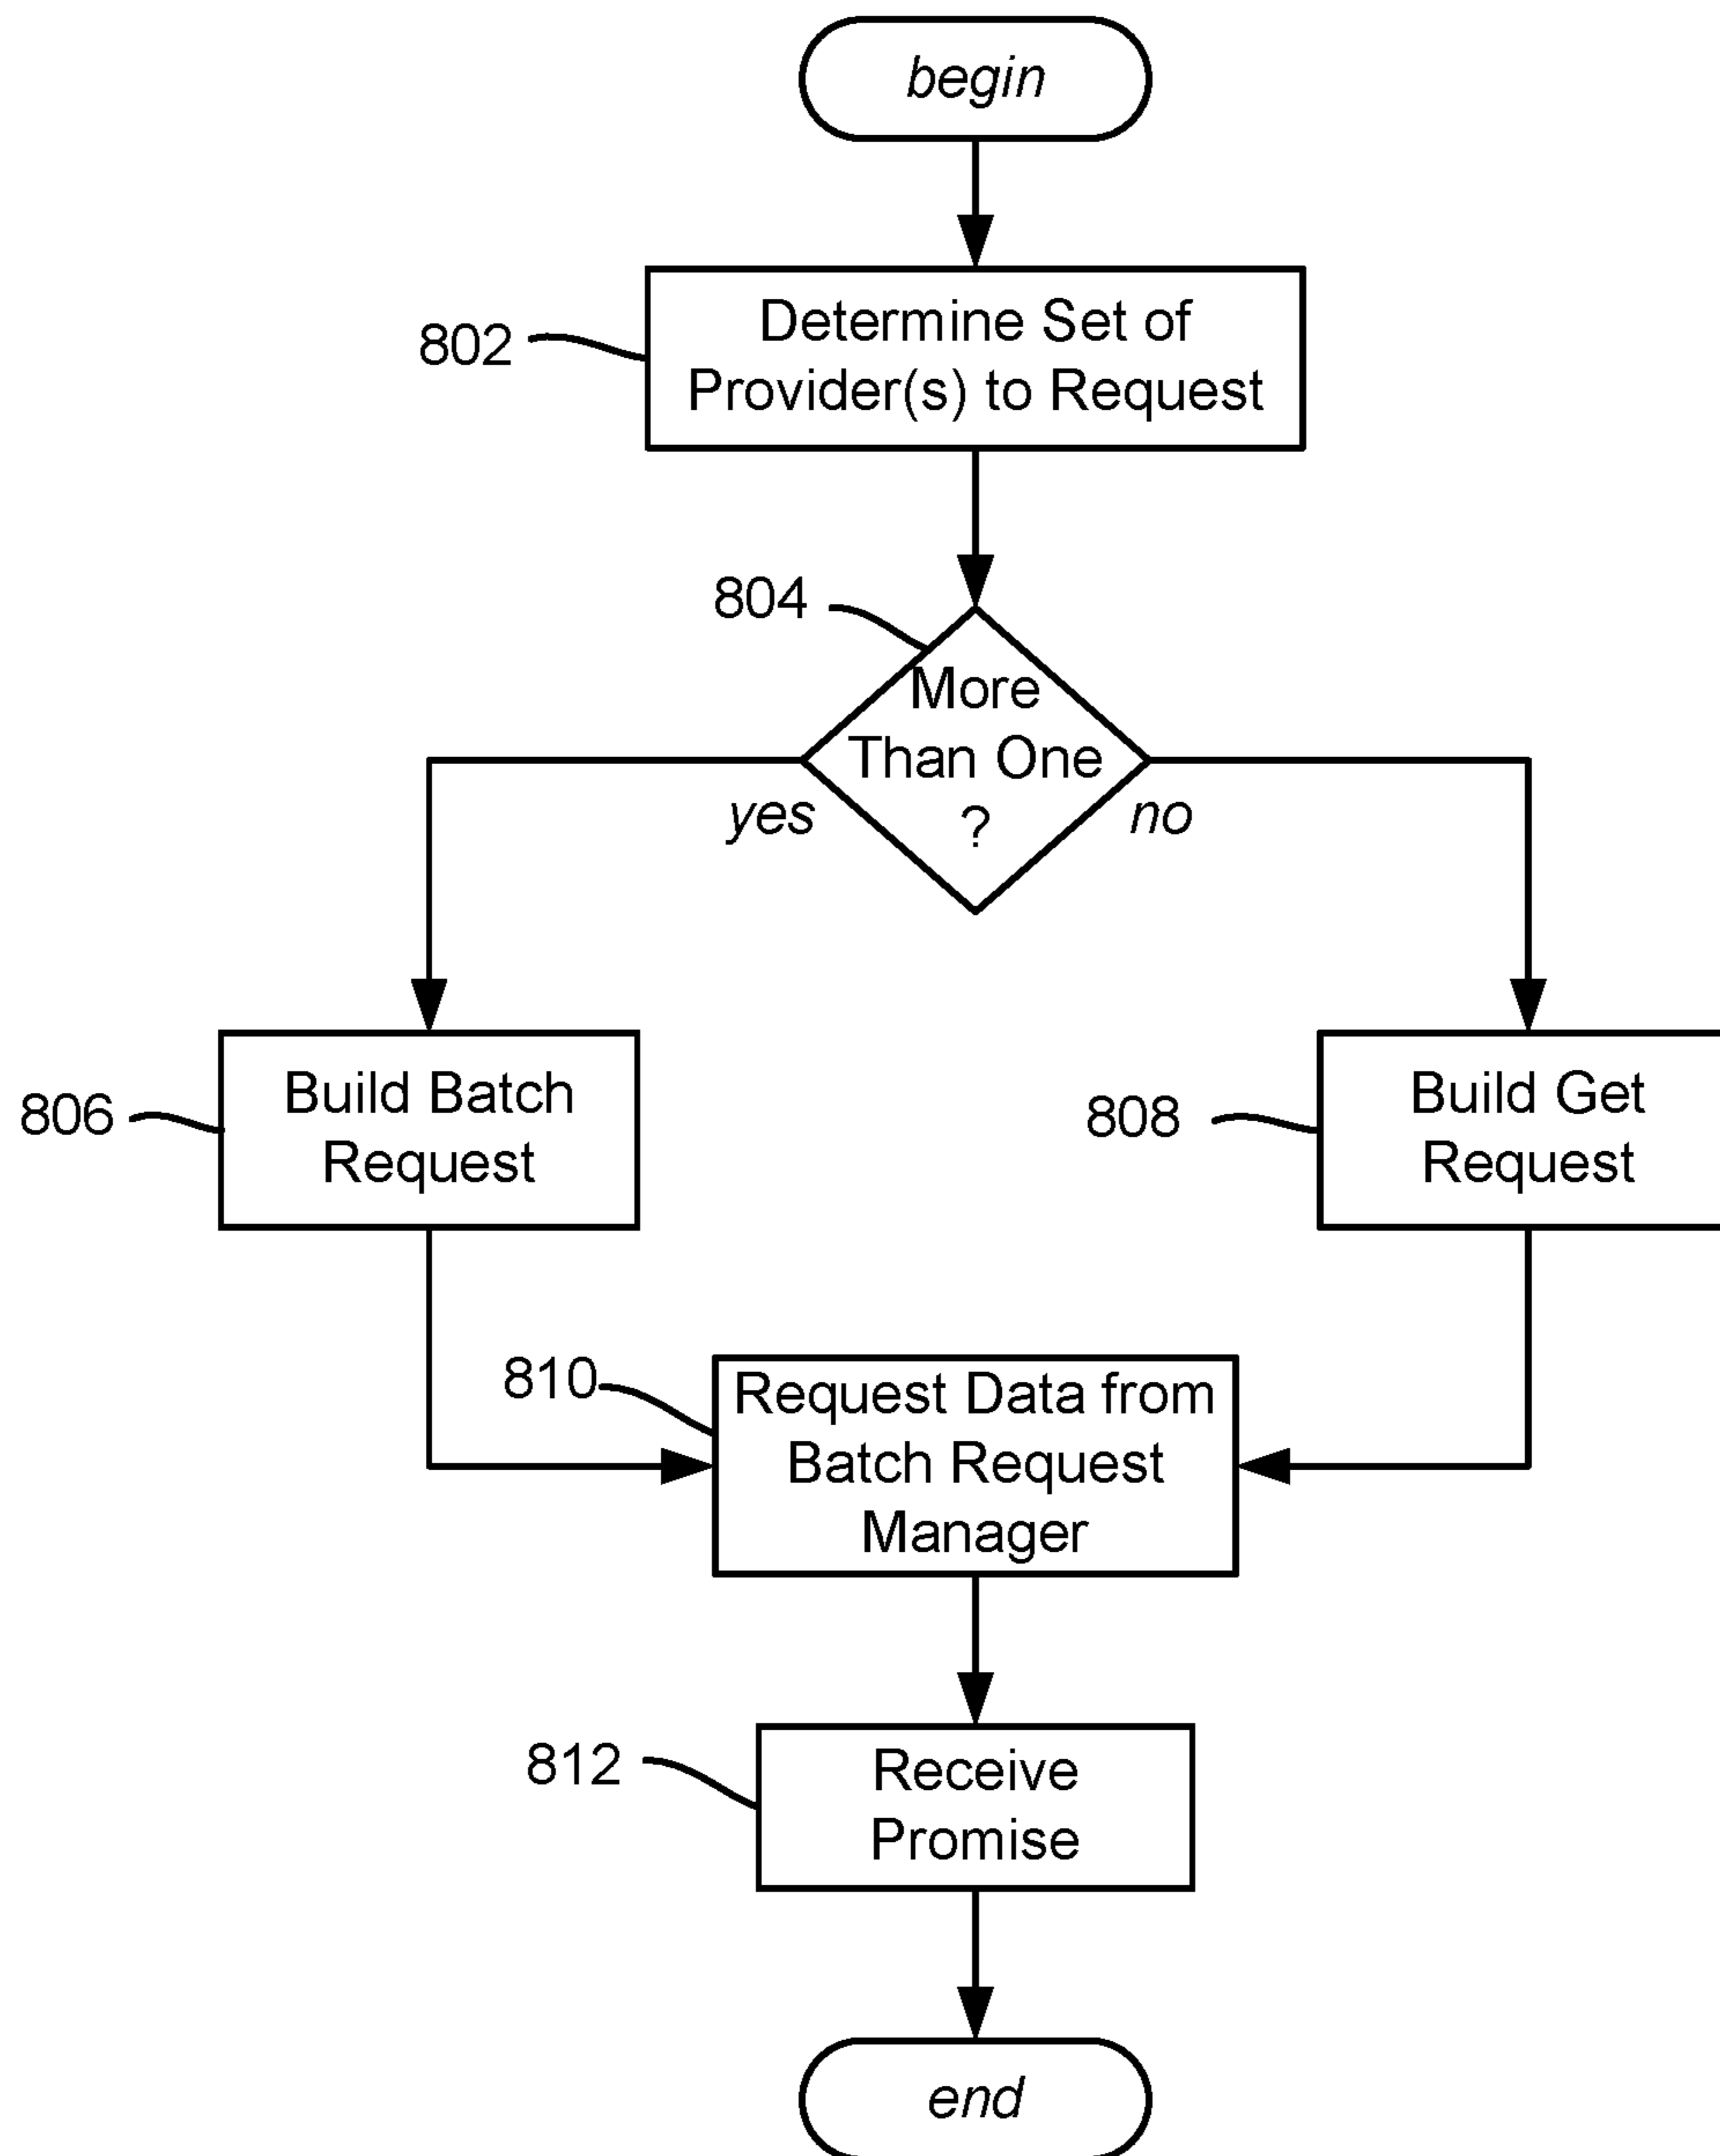 begin
802
Determine Set of
Provider(s) to Request
804
More
Than One
?
yes
no
806
Build Batch
Request
808
Build Get
Request
810
Request Data from
Batch Request
Manager
812
Receive
Promise
end